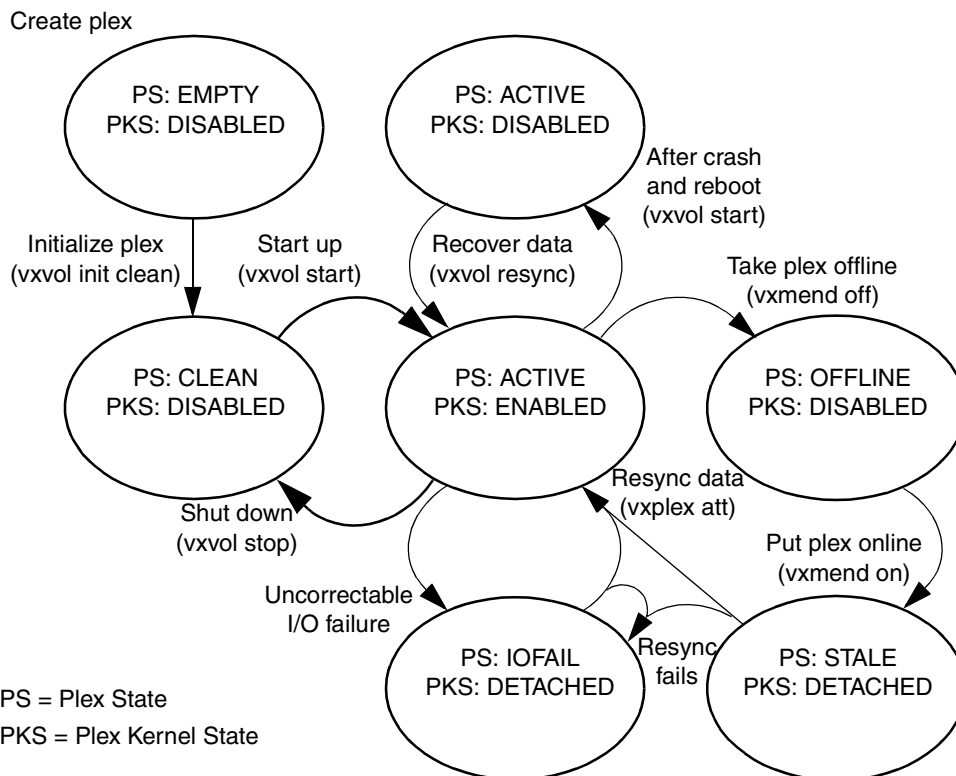 Create plex
PS: EMPTY
PKS: DISABLED
PS: ACTIVE
PKS: DISABLED
After crash
and reboot
(vxvol start)
Initialize plex
(vxvol init clean)
Start up
(vxvol start)
Recover data
(vxvol resync)
Take plex offline
(vxmend off)
PS: CLEAN
PKS: DISABLED
PS: ACTIVE
PKS: ENABLED
PS: OFFLINE
PKS: DISABLED
Shut down
(vxvol stop)
Resync data
(vxplex att)
Put plex online
(vxmend on)
Uncorrectable
I/O failure
PS: IOFAIL
PKS: DETACHED
Resync
fails
PS: STALE
PKS: DETACHED
PS = Plex State
PKS = Plex Kernel State